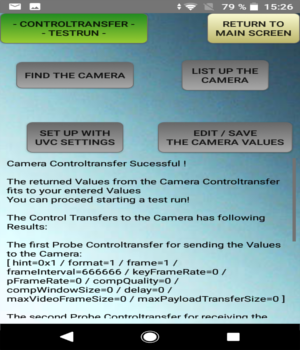 79 % 15:26
- CONTROLTRANSFER -
- TESTRUN -
RETURN TO
MAIN SCREEN
FIND THE CAMERA
LIST UP THE
CAMERA
SET UP WITH
UVC SETTINGS
EDIT / SAVE
THE CAMERA VALUES
Camera Controltransfer Sucessful !
The returned Values from the Camera Controltransfer
fits to your entered Values
You can proceed starting a test run!
The Control Transfers to the Camera has following
Results:
The first Probe Controltransfer for sending the Values
to the Camera:
[ hint=0x1 / format=1 / frame=1 /
frameInterval=666666 / keyFrameRate=0 /
pFrameRate=0 / compQuality=0 /
compWindowSize=0 / delay=0 /
maxVideoFrameSize=0 / maxPayloadTransferSize=0 ]
The second Probe Controltransfer for receiving the